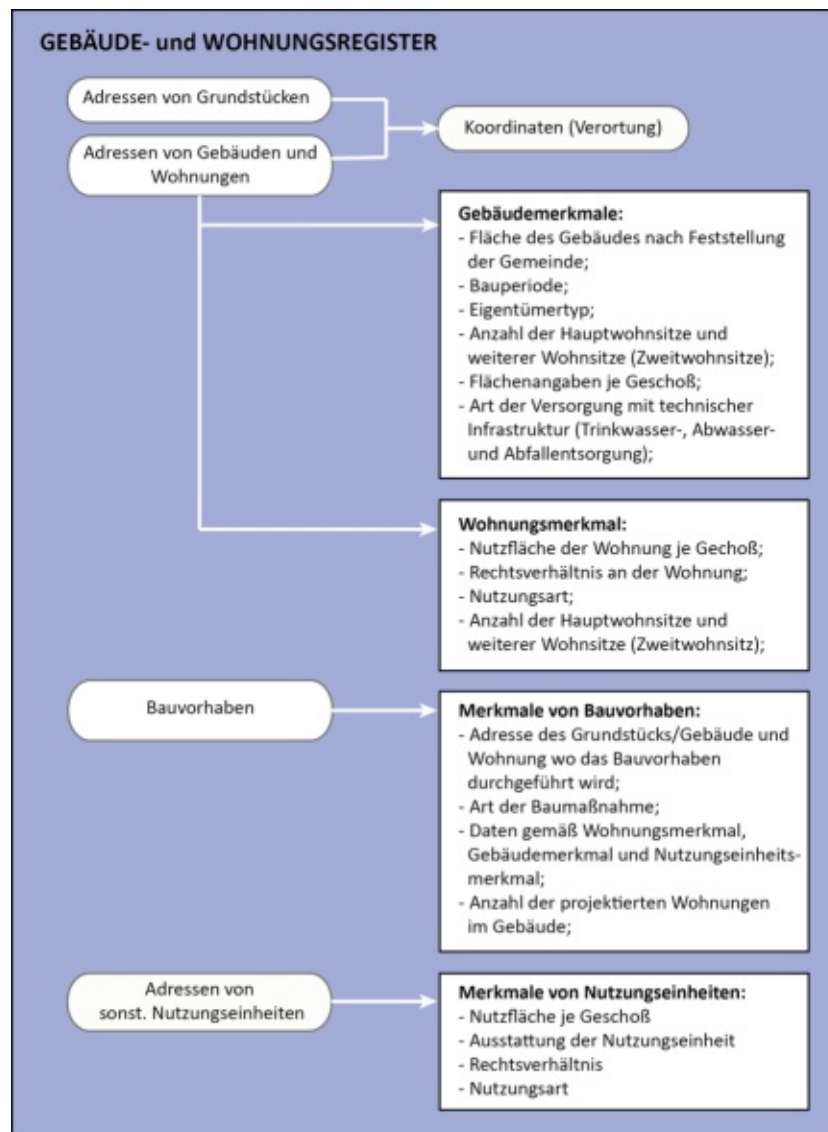 GEBÄUDE- und WOHNUNGSREGISTER
Adressen von Grundstücken
Koordinaten (Verortung)
Adressen von Gebäuden und
Wohnungen
Gebäudemerkmale:
- Fläche des Gebäudes nach Feststellung
der Gemeinde;
- Bauperiode;
- Eigentümertyp;
- Anzahl der Hauptwohnsitze und
weiterer Wohnsitze (Zweitwohnsitze);
- Flächenangaben je Geschoß;
- Art der Versorgung mit technischer
Infrastruktur (Trinkwasser-, Abwasser-
und Abfallentsorgung);
Wohnungsmerkmal:
- Nutzfläche der Wohnung je Gechoß;
- Rechtsverhältnis an der Wohnung;
- Nutzungsart;
- Anzahl der Hauptwohnsitze und
weiterer Wohnsitze (Zweitwohnsitz);
Bauvorhaben
Merkmale von Bauvorhaben:
- Adresse des Grundstücks/Gebäude und
Wohnung wo das Bauvorhaben
durchgeführt wird;
- Art der Baumaßnahme;
- Daten gemäß Wohnungsmerkmal,
Gebäudemerkmal und Nutzungseinheits-
merkmal;
- Anzahl der projektierten Wohnungen
im Gebäude;
Adressen von
sonst. Nutzungseinheiten
Merkmale von Nutzungseinheiten:
- Nutzfläche je Geschoß
- Ausstattung der Nutzungseinheit
- Rechtsverhältnis
- Nutzungsart